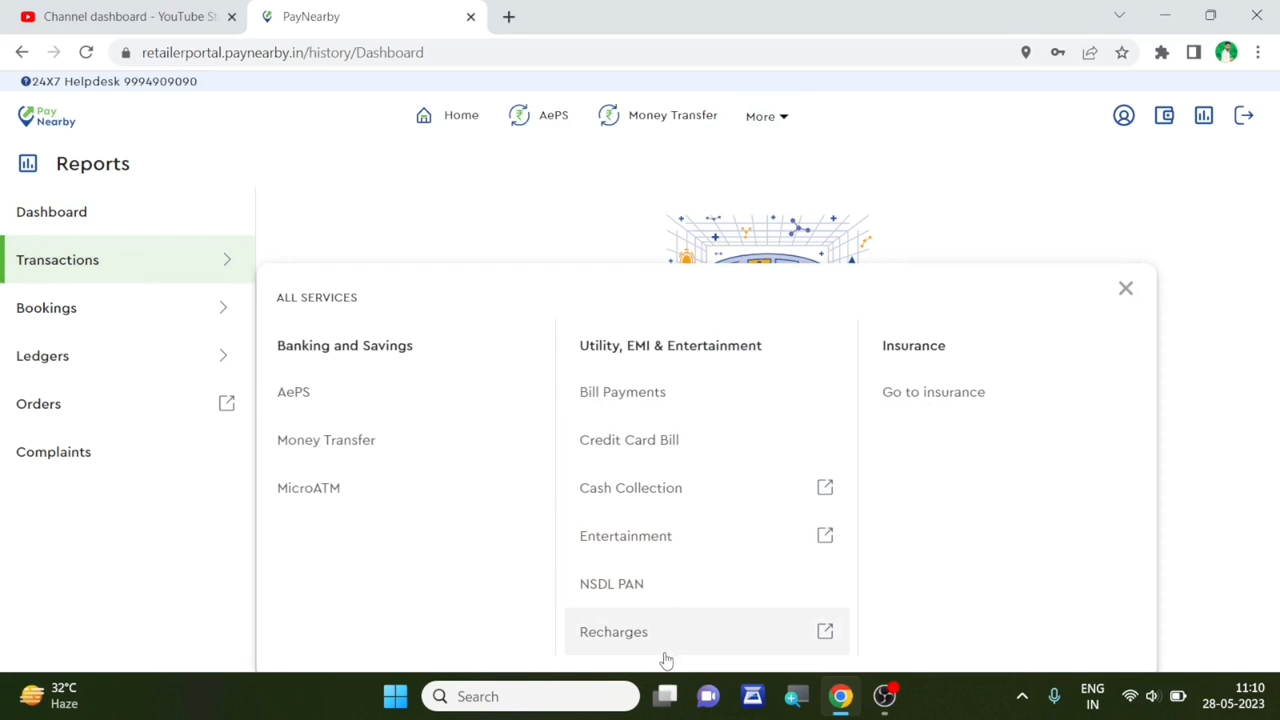 Channel dashboard - YouTube St
PayNearby
retailerportal.paynearby.in/history/Dashboard
24X7 Helpdesk 9994909090
Pay
Nearby
Home
AePS
Money Transfer
More
Reports
Dashboard
Transactions
Bookings
Ledgers
Orders
Complaints
ALL SERVICES
Banking and Savings
AePS
Money Transfer
MicroATM
Utility, EMI & Entertainment
Bill Payments
Credit Card Bill
Cash Collection
Entertainment
NSDL PAN
Recharges
Insurance
Go to insurance
32°C
Haze
Search
ENG
IN
11:10
28-05-2023